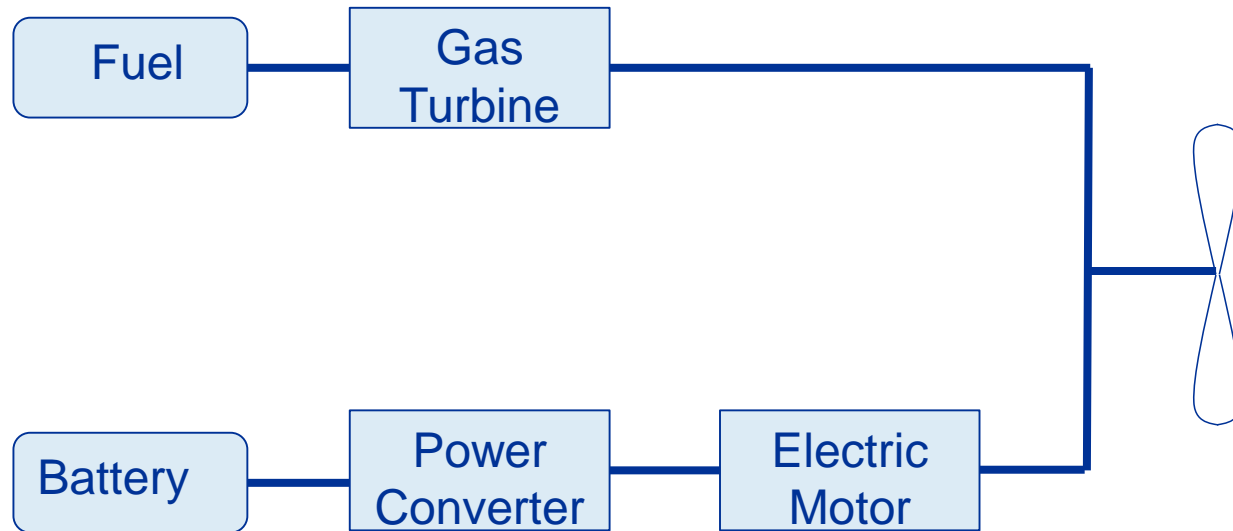 Fuel
Gas
Turbine
Battery
Power
Converter
Electric
Motor